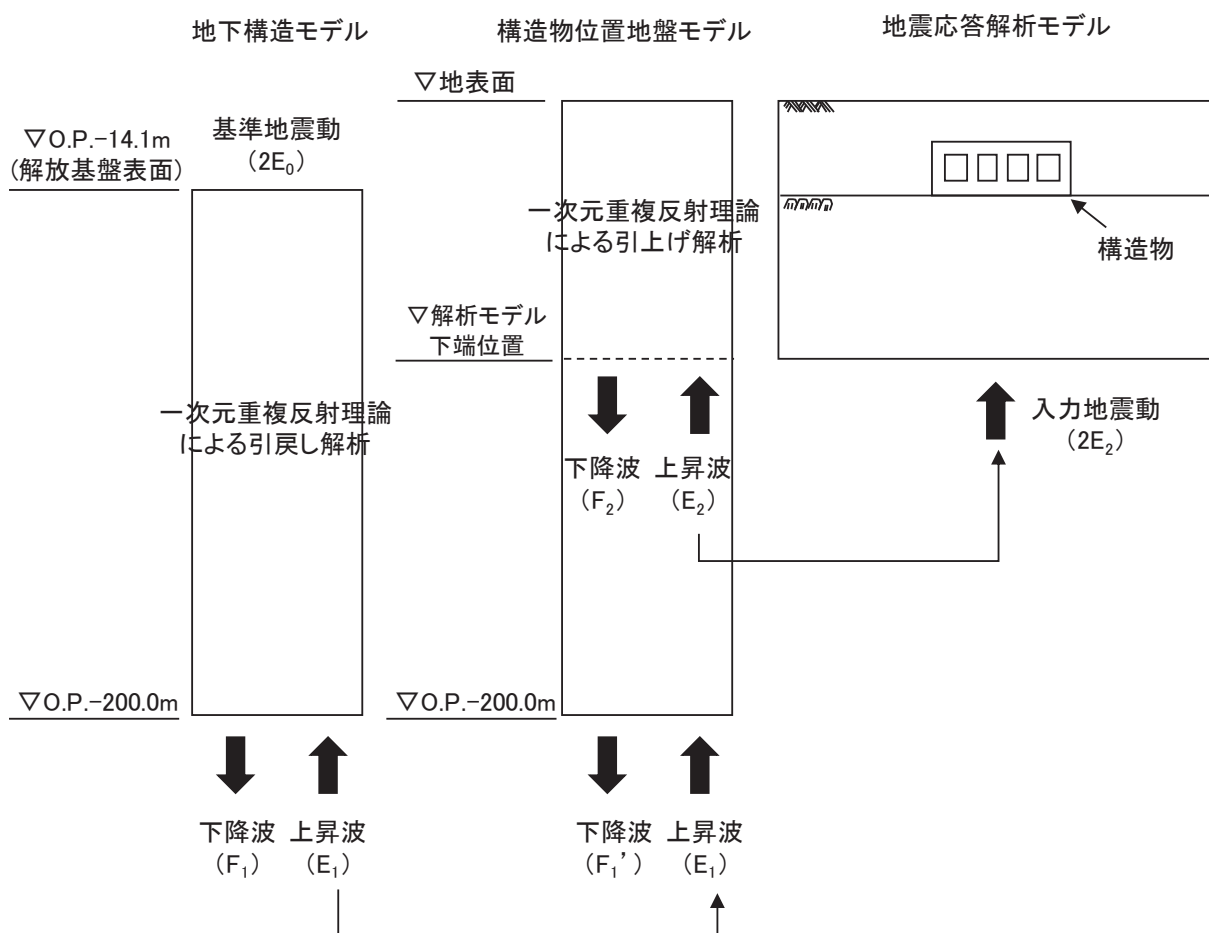 地下構造モデル
構造物位置地盤モデル
地震応答解析モデル
▽O.P.-14.1m
(解放基盤表面)
基準地震動
(2E₀)
一次元重複反射理論
による引戻し解析
▽O.P.-200.0m
下降波
(F₁)
上昇波
(E₁)
▽地表面
一次元重複反射理論
による引上げ解析
▽解析モデル
下端位置
下降波
(F₂)
上昇波
(E₂)
▽O.P.-200.0m
下降波
(F₁’)
上昇波
(E₁)
構造物
入力地震動
(2E₂)